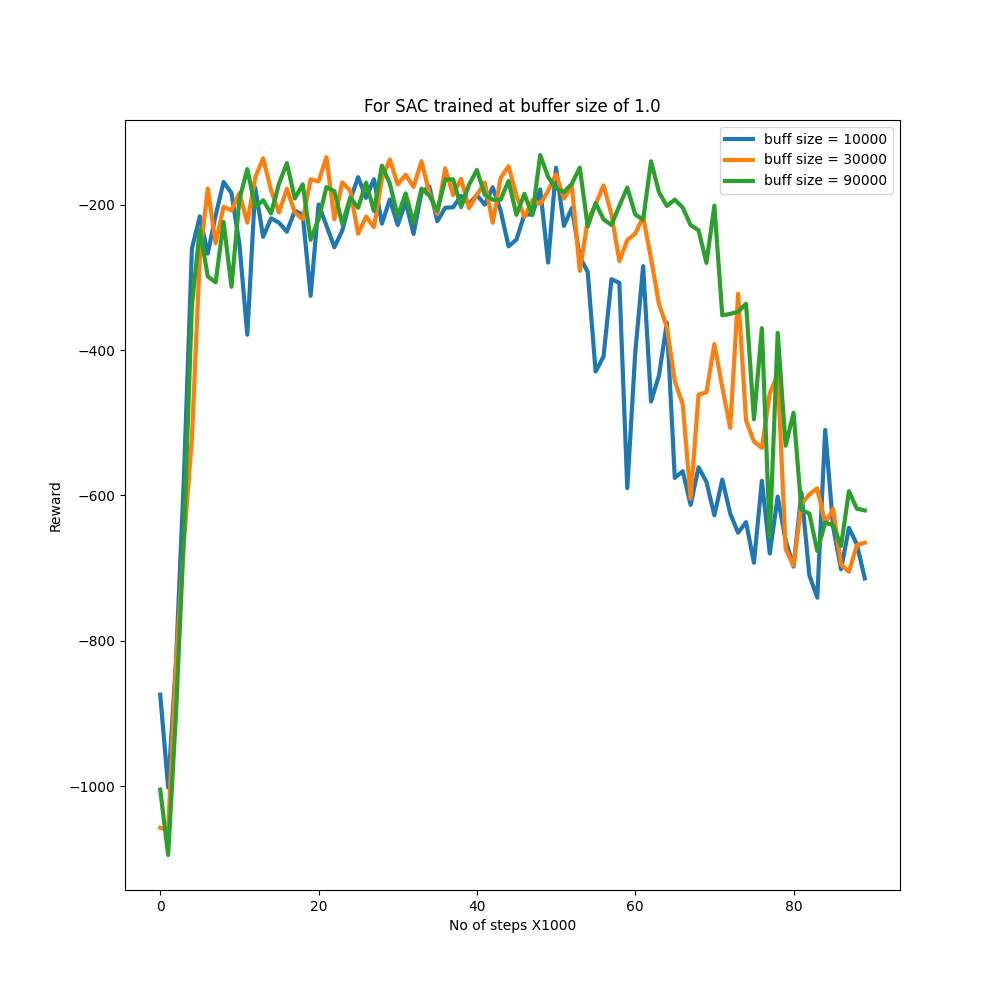 For SAC trained at buffer size of 1.0
buff size = 10000
buff size = 30000
buff size = 90000
Reward
−200
−400
−600
−800
−1000
0 20 40 60 80
No of steps X1000